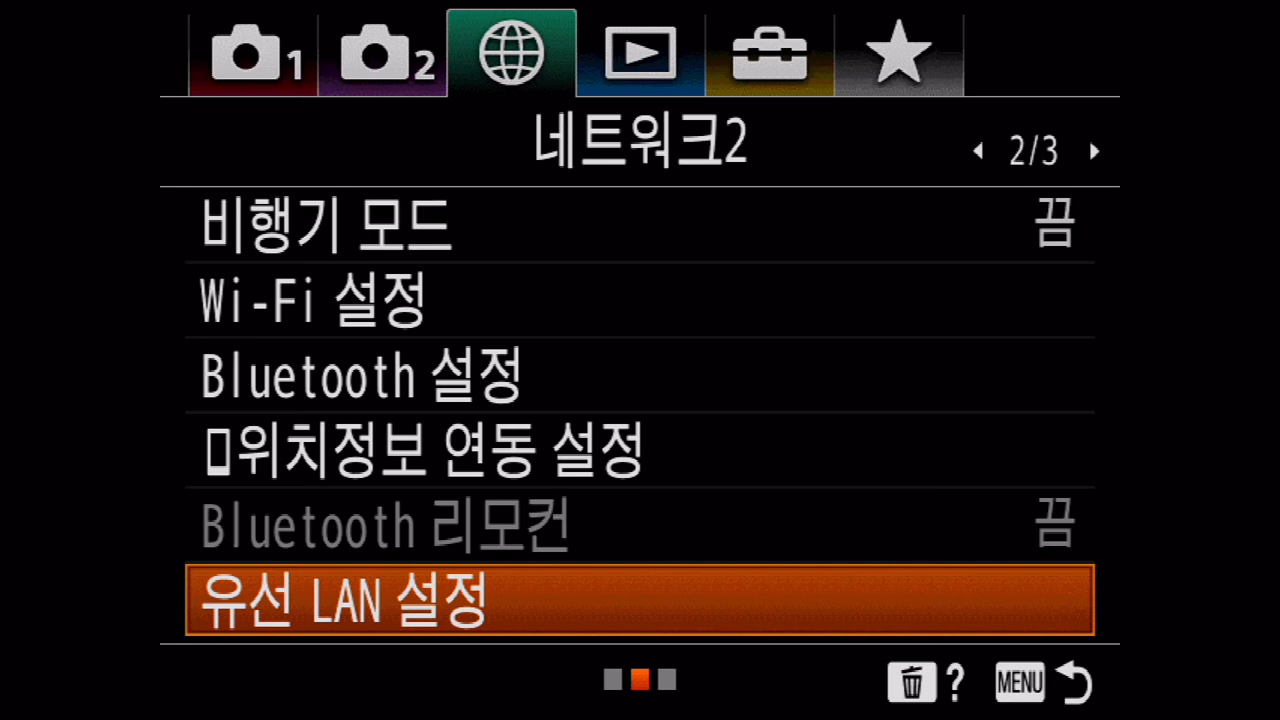 1 2
네트워크2
2/3
비행기 모드 끔
Wi-Fi 설정
Bluetooth 설정
위치정보 연동 설정
Bluetooth 리모컨 끔
유선 LAN 설정
? MENU